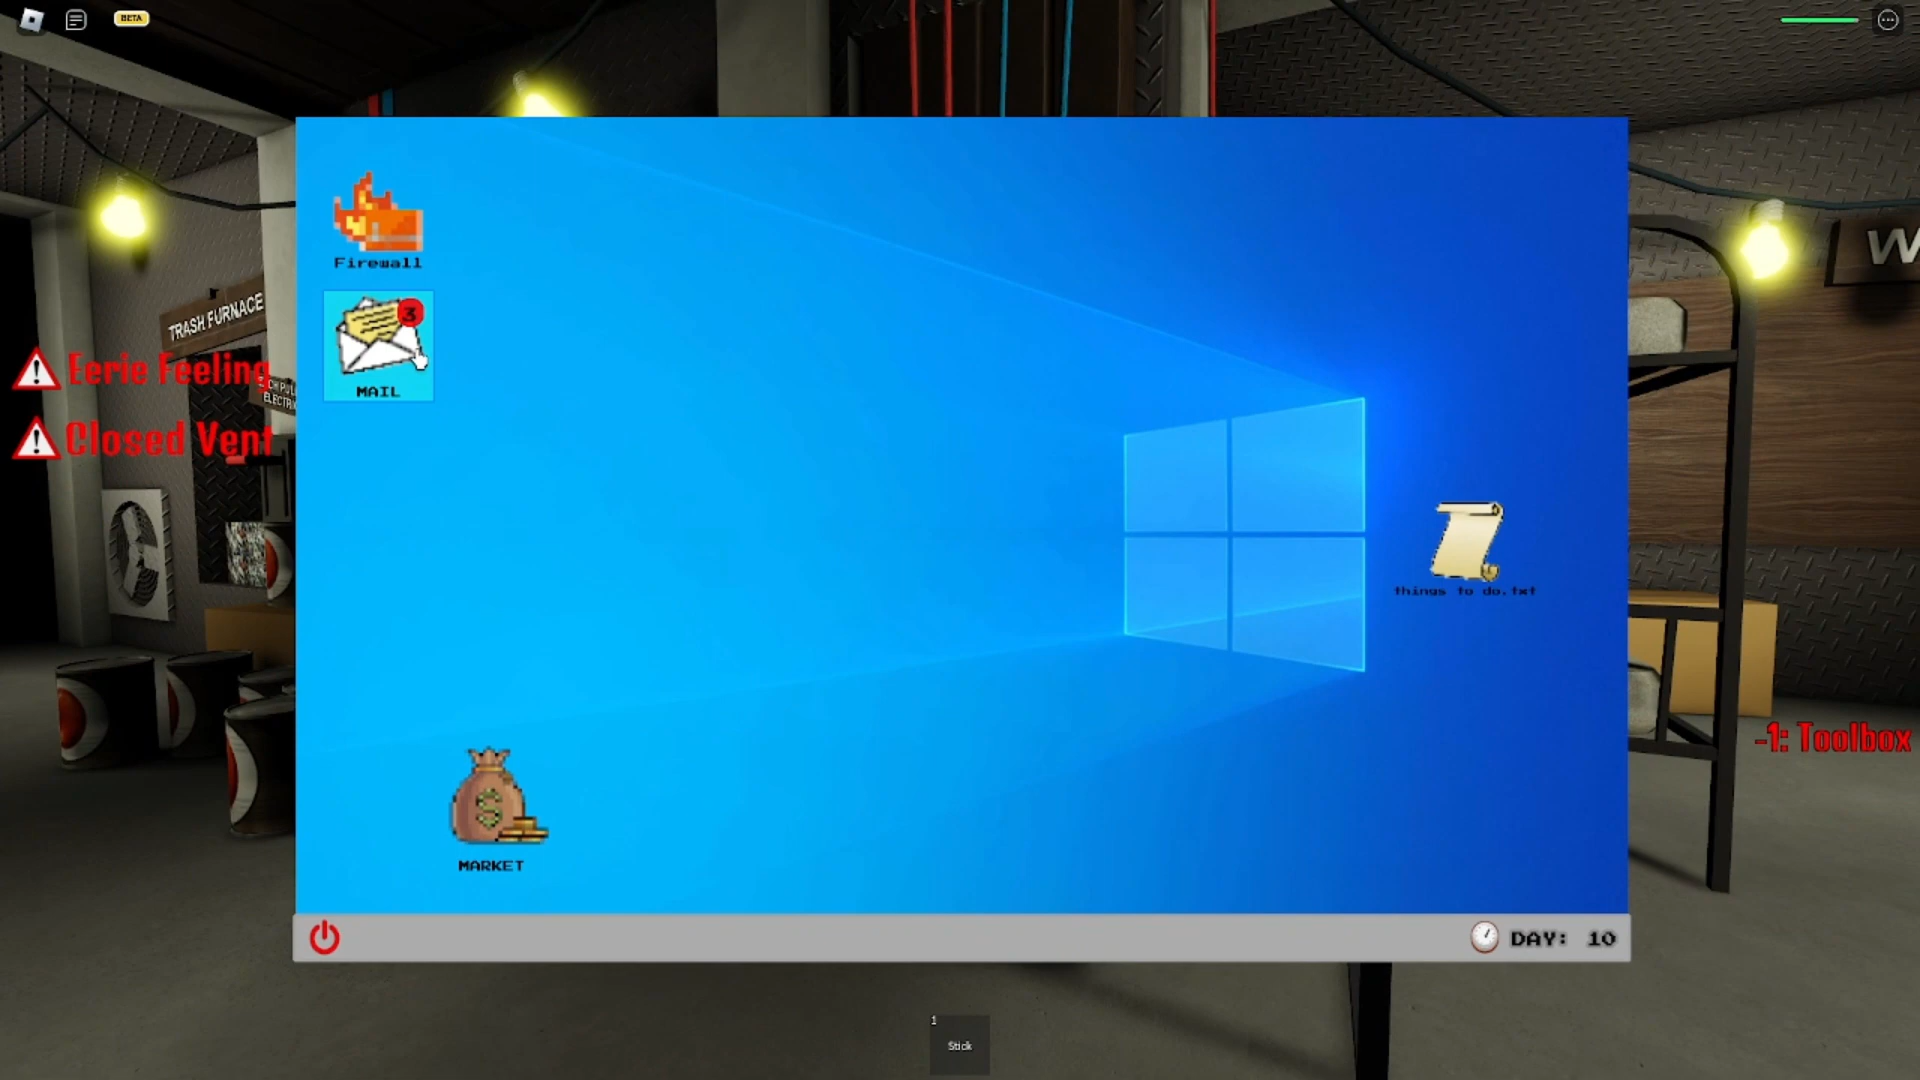 BETA
Firewall
3
MAIL
TRASH FURNACE
Eerie Feeling
Closed Vent
W
things to do.txt
-1: Toolbox
MARKET
DAY: 10
1
Stick